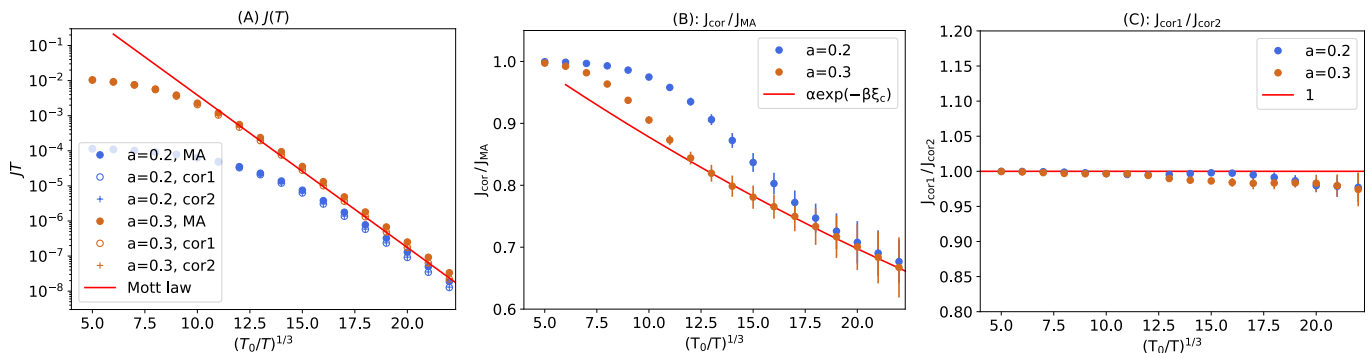 (A) J(T)
JT
10⁻¹
10⁻²
10⁻³
10⁻⁴
10⁻⁵
10⁻⁶
10⁻⁷
10⁻⁸
a=0.2, MA
a=0.2, cor1
a=0.2, cor2
a=0.3, MA
a=0.3, cor1
a=0.3, cor2
Mott law
5.0 7.5 10.0 12.5 15.0 17.5 20.0
(T₀/T)^{1/3}
(B): J_cor/J_MA
J_cor/J_MA
1.0
0.9
0.8
0.7
0.6
a=0.2
a=0.3
αexp(−βξ_c)
5.0 7.5 10.0 12.5 15.0 17.5 20.0
(T₀/T)^{1/3}
(C): J_cor1/J_cor2
J_cor1/J_cor2
1.20
1.15
1.10
1.05
1.00
0.95
0.90
0.85
0.80
a=0.2
a=0.3
1
5.0 7.5 10.0 12.5 15.0 17.5 20.0
(T₀/T)^{1/3}